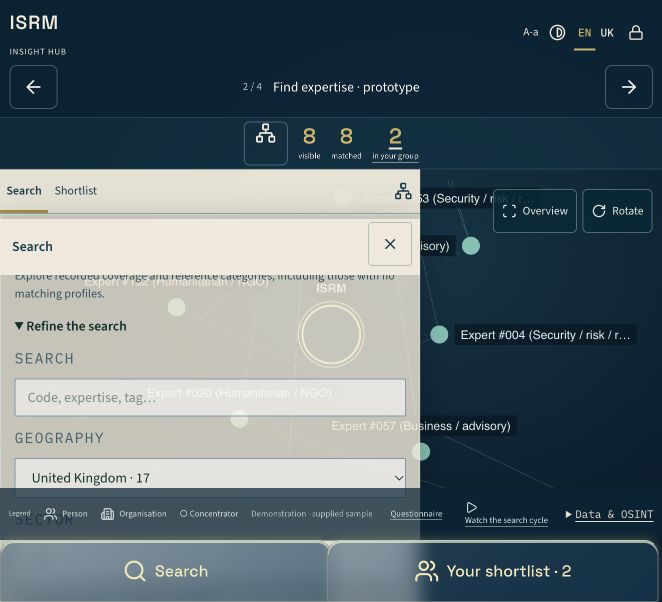 ISRM
INSIGHT HUB
A-a
EN UK
2 / 4 Find expertise · prototype
8 visible
8 matched
2 in your group
Search Shortlist
(Security / risk / r…
Overview
Rotate
Search
isory)
Explore recorded coverage and reference categories, including those with no
matching profiles.
(Humanitarian / NGO)
ISRM
Refine the search
Expert #004 (Security / risk / r…
SEARCH
Code, expertise, tag…
Expert #020 (Humanitarian / NGO)
GEOGRAPHY
Expert #057 (Business / advisory)
United Kingdom · 17
SECTOR
Legend Person Organisation Concentrator Demonstration · supplied sample Questionnaire
Watch the search cycle
Data & OSINT
Search
Your shortlist · 2